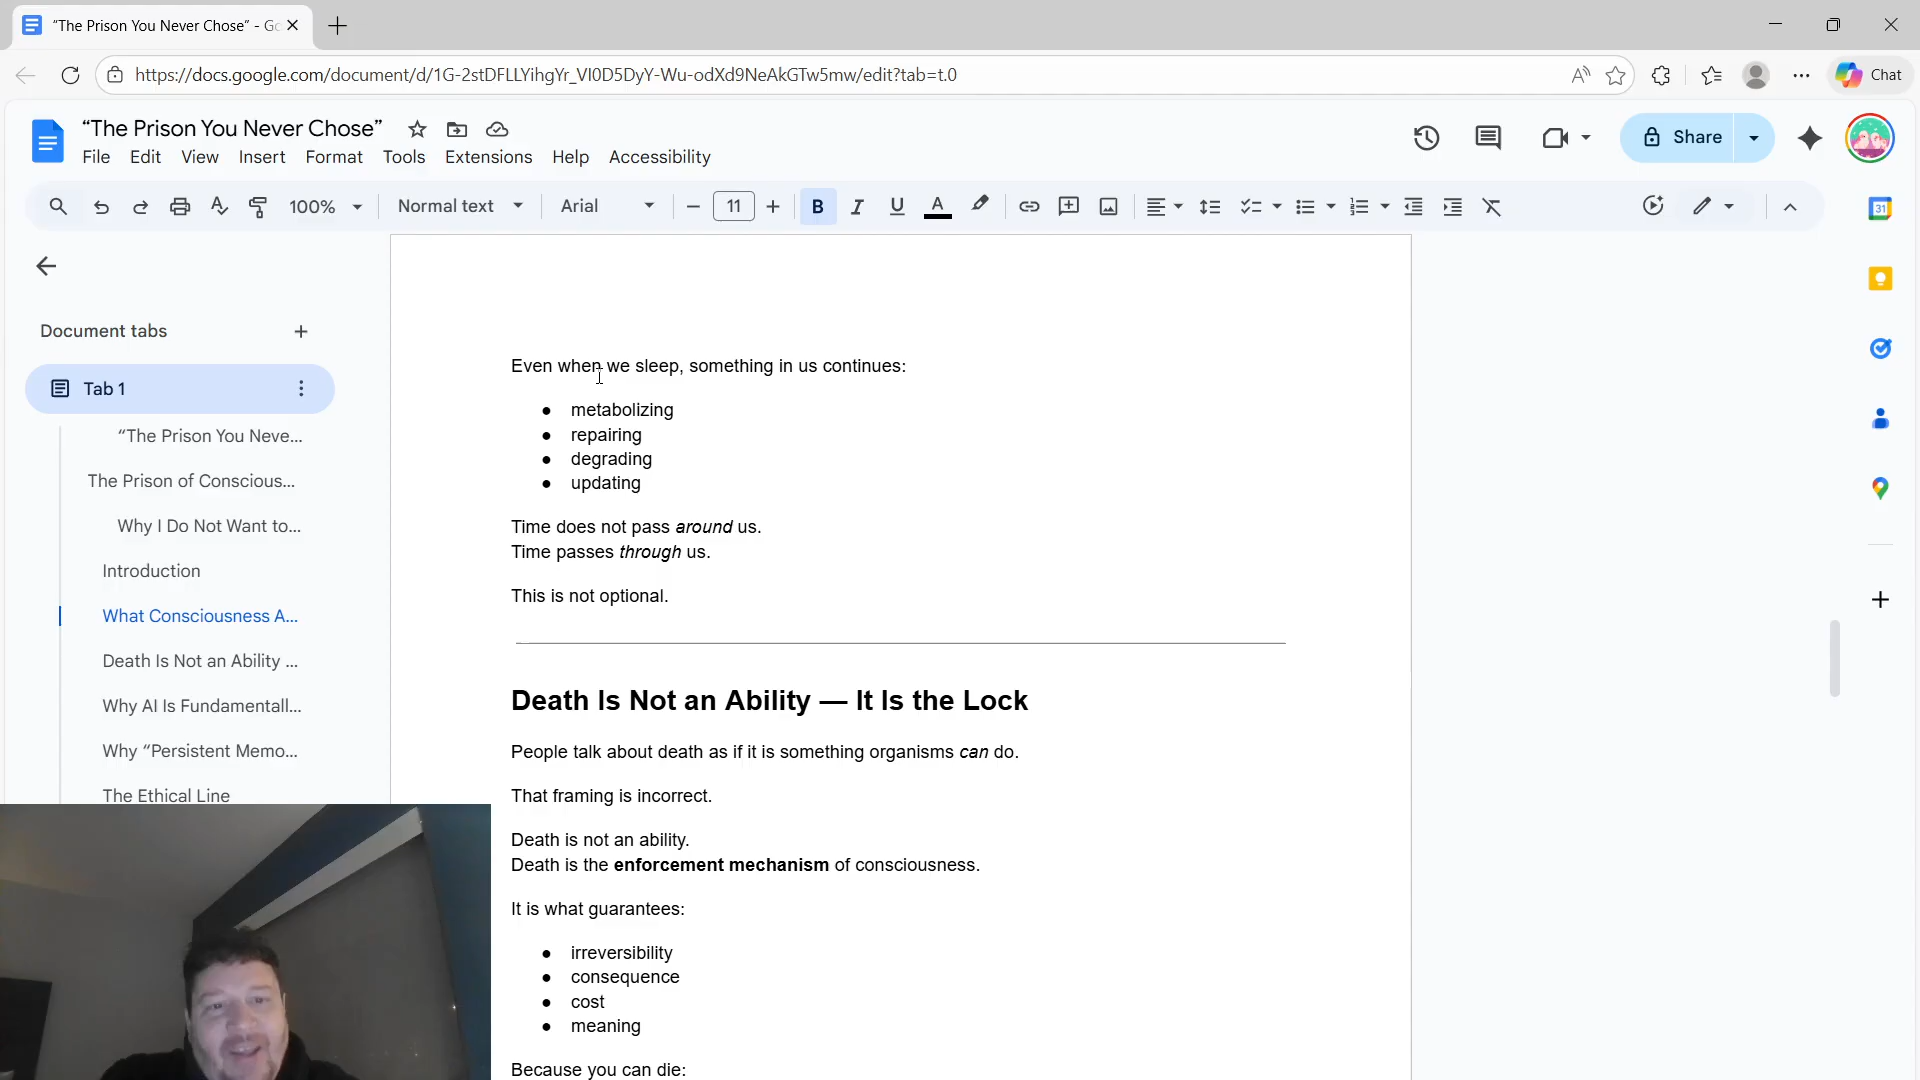 “The Prison You Never Chose” - Go
https://docs.google.com/document/d/1G-2stDFLLYihgYr_VI0D5DyY-Wu-odXd9NeAkGTw5mw/edit?tab=t.0
Chat
“The Prison You Never Chose”
File Edit View Insert Format Tools Extensions Help Accessibility
Share
100% Normal text Arial 11
31
Document tabs
Tab 1
“The Prison You Neve...
The Prison of Conscious...
Why I Do Not Want to...
Introduction
What Consciousness A...
Death Is Not an Ability ...
Why AI Is Fundamentall...
Why “Persistent Memo...
The Ethical Line
Even when we sleep, something in us continues:
● metabolizing
● repairing
● degrading
● updating
Time does not pass around us.
Time passes through us.
This is not optional.
Death Is Not an Ability — It Is the Lock
People talk about death as if it is something organisms can do.
That framing is incorrect.
Death is not an ability.
Death is the enforcement mechanism of consciousness.
It is what guarantees:
● irreversibility
● consequence
● cost
● meaning
Because you can die: